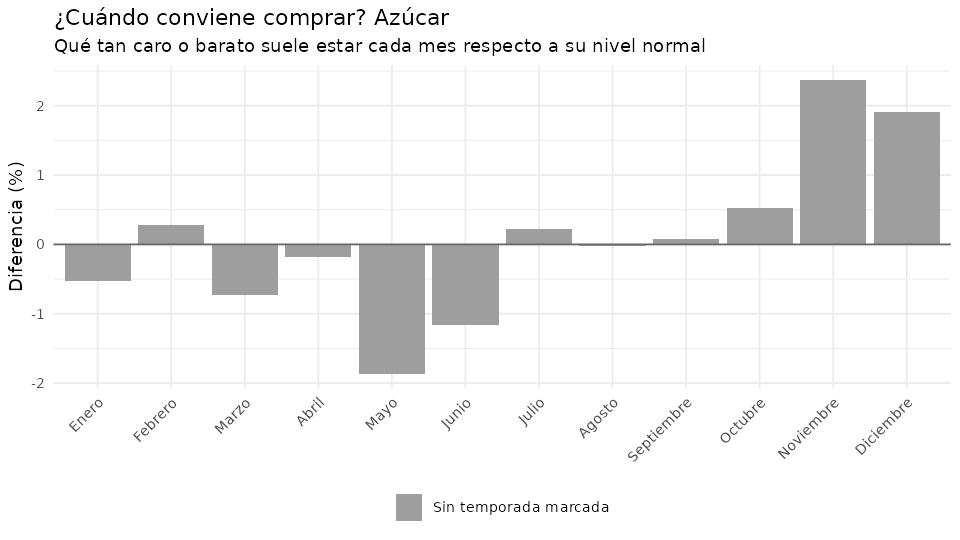 ¿Cuándo conviene comprar? Azúcar
Qué tan caro o barato suele estar cada mes respecto a su nivel normal
Diferencia (%)
2
1
0
-1
-2
Enero
Febrero
Marzo
Abril
Mayo
Junio
Julio
Agosto
Septiembre
Octubre
Noviembre
Diciembre
Sin temporada marcada